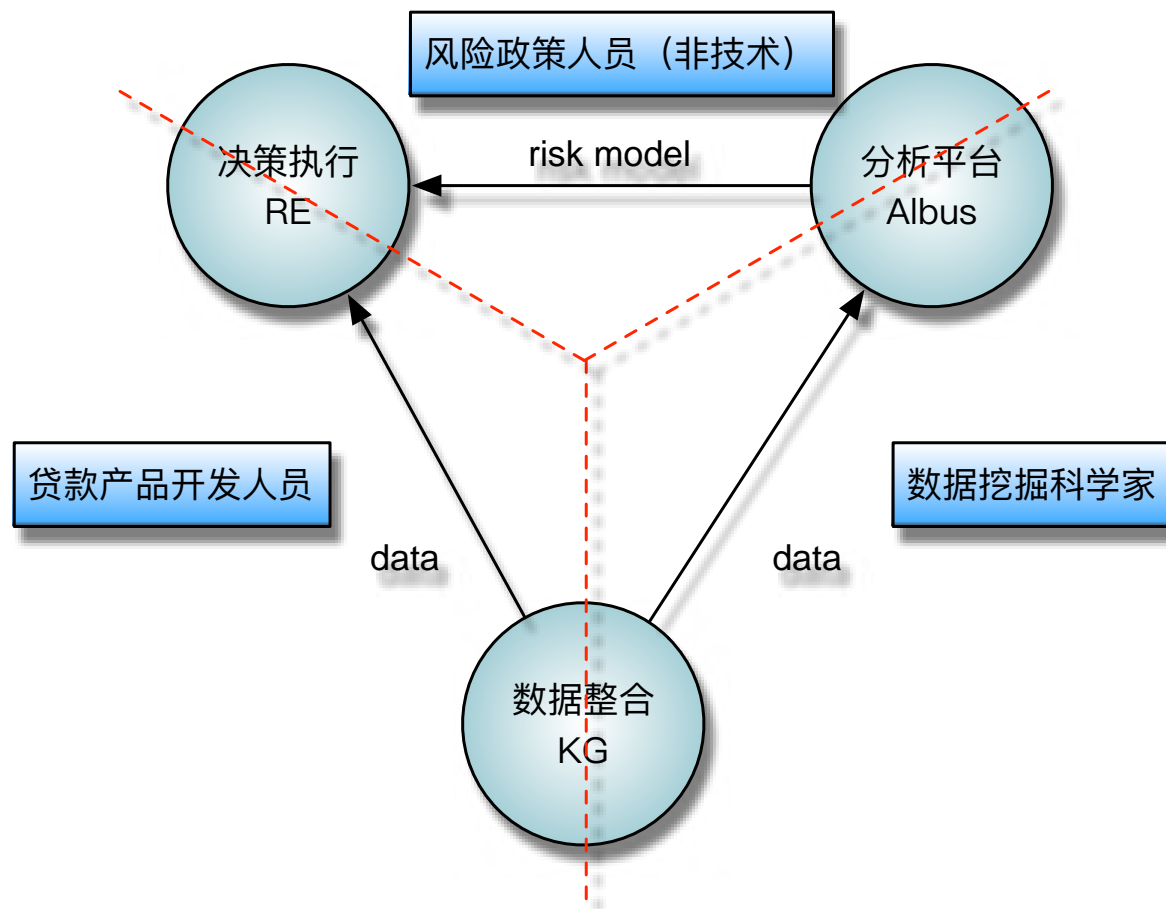 风险政策人员（非技术）
决策执行
RE
risk model
分析平台
Albus
贷款产品开发人员
数据挖掘科学家
data
data
数据整合
KG